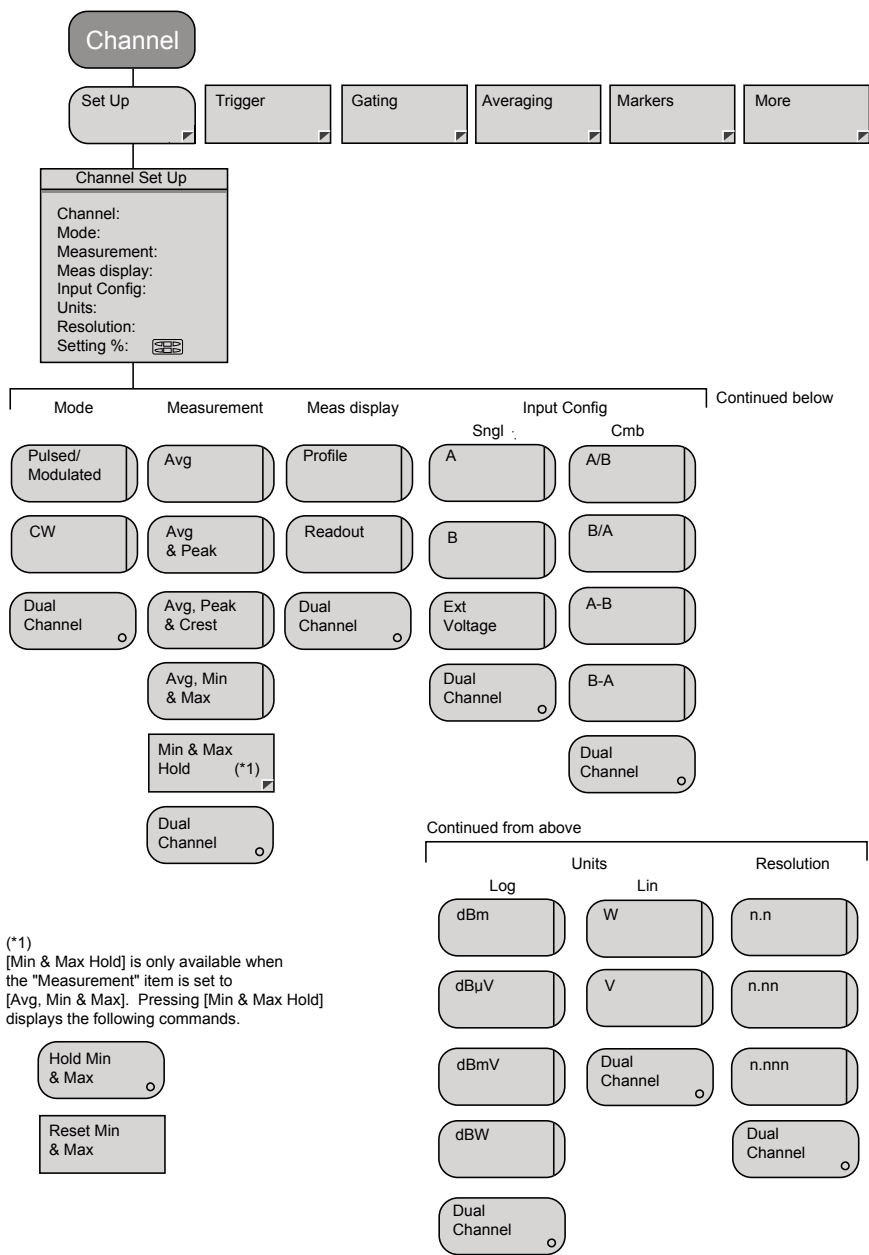 Channel
Set Up
Trigger
Gating
Averaging
Markers
More
Channel Set Up
Channel:
Mode:
Measurement:
Meas display:
Input Config:
Units:
Resolution:
Setting %:
Continued below
Mode
Measurement
Meas display
Input Config
Sngl
Cmb
Pulsed/
Modulated
CW
Dual
Channel
Avg
Avg
& Peak
Avg, Peak
& Crest
Avg, Min
& Max
Min & Max
Hold (*1)
Dual
Channel
Profile
Readout
Dual
Channel
A
B
Ext
Voltage
Dual
Channel
A/B
B/A
A-B
B-A
Dual
Channel
Continued from above
Units
Resolution
Log
Lin
dBm
dBµV
dBmV
dBW
Dual
Channel
W
V
Dual
Channel
n.n
n.nn
n.nnn
Dual
Channel
(*1)
[Min & Max Hold] is only available when
the "Measurement" item is set to
[Avg, Min & Max]. Pressing [Min & Max Hold]
displays the following commands.
Hold Min
& Max
Reset Min
& Max